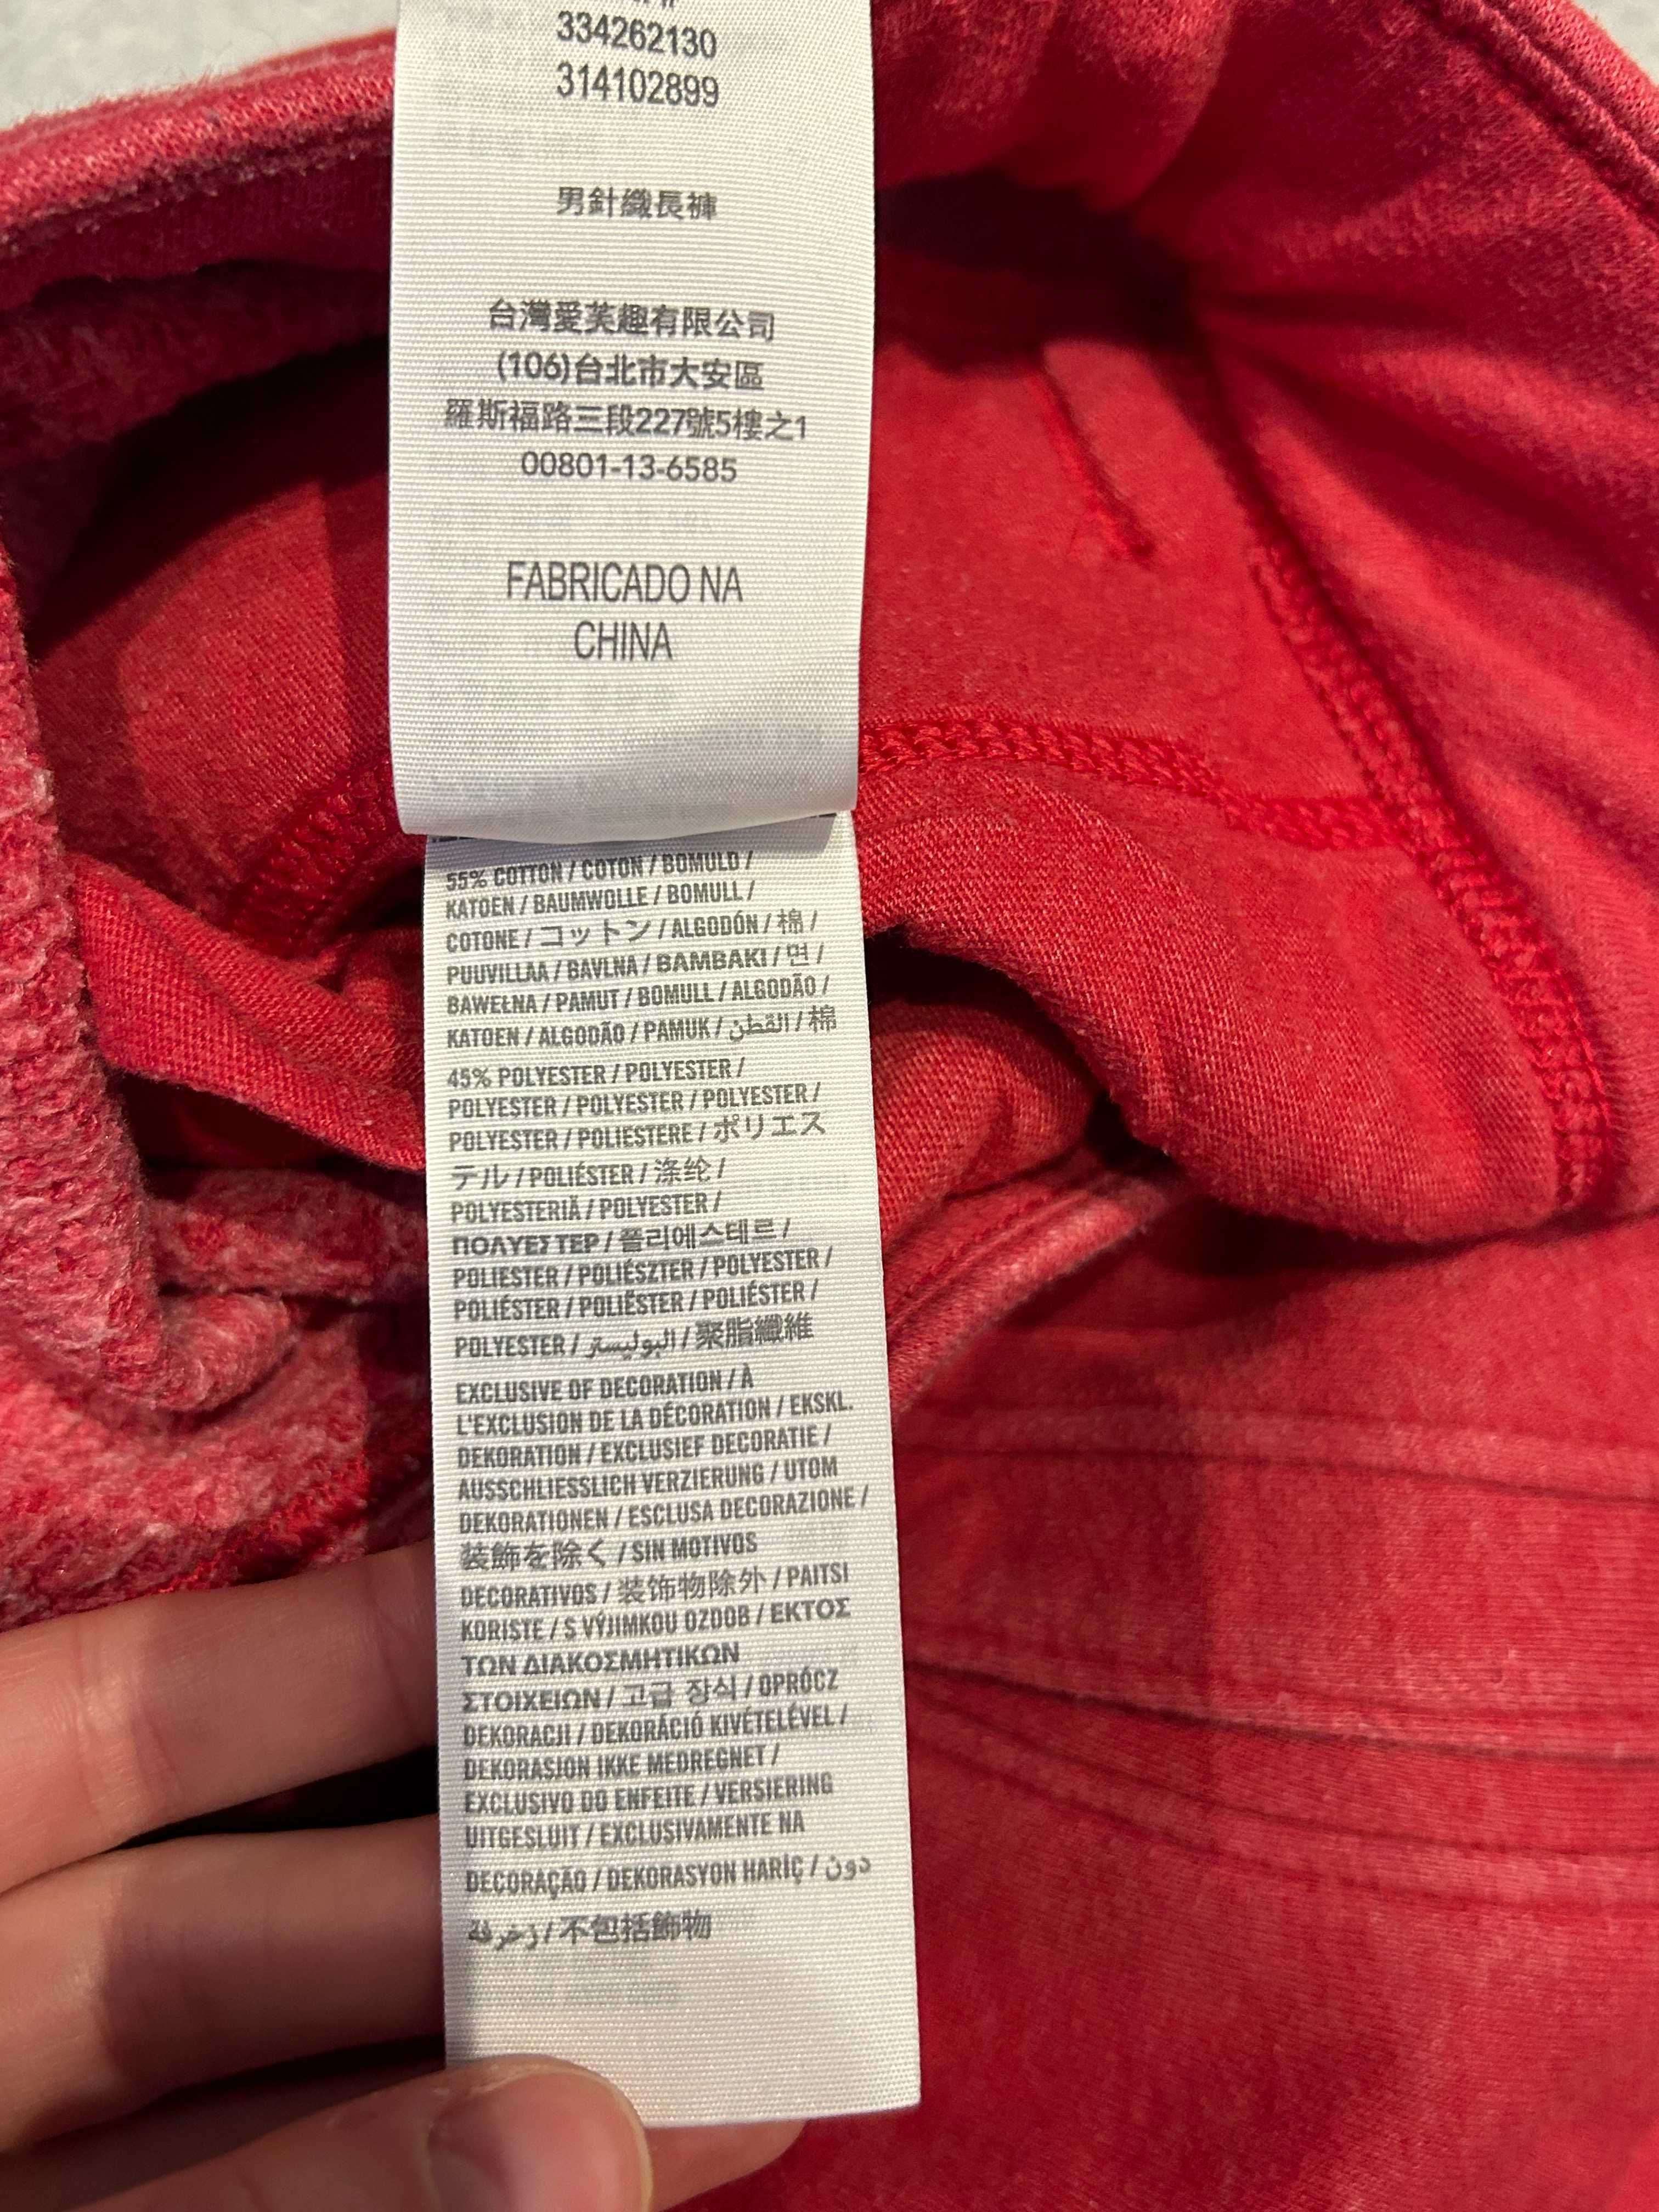 334262130
314102899
男針織長褲
台灣愛芙趣有限公司
(106)台北市大安區
羅斯福路三段227號5樓之1
00801-13-6585
FABRICADO NA
CHINA
55% COTTON / COTON / BOMULD /
KATOEN / BAUMWOLLE / BOMULL /
COTONE / コットン / ALGODÓN / 棉 /
PUUVILLAA / BAVLNA / BAMBAKI / 면 /
BAWEŁNA / PAMUT / BOMULL / ALGODÃO /
KATOEN / ALGODÃO / PAMUK / القطن / 棉
45% POLYESTER / POLYESTER /
POLYESTER / POLYESTER / POLYESTER /
POLYESTER / POLIESTERE / ポリエス
テル / POLIÉSTER / 涤纶 /
POLYESTERIÄ / POLYESTER /
ΠΟΛΥΕΣΤΕΡ / 폴리에스테르 /
POLIESTER / POLIÉSZTER / POLYESTER /
POLIÉSTER / POLIËSTER / POLIÉSTER /
POLYESTER / البوليستر / 聚脂纖維
EXCLUSIVE OF DECORATION / À
L'EXCLUSION DE LA DÉCORATION / EKSKL.
DEKORATION / EXCLUSIEF DECORATIE /
AUSSCHLIESSLICH VERZIERUNG / UTOM
DEKORATIONEN / ESCLUSA DECORAZIONE /
装飾を除く / SIN MOTIVOS
DECORATIVOS / 装饰物除外 / PAITSI
KORISTE / S VÝJIMKOU OZDOB / ΕΚΤΟΣ
ΤΩΝ ΔΙΑΚΟΣΜΗΤΙΚΩΝ
ΣΤΟΙΧΕΙΩΝ / 고급 장식 / OPRÓCZ
DEKORACJI / DEKORÁCIÓ KIVÉTELÉVEL /
DEKORASJON IKKE MEDREGNET /
EXCLUSIVO DO ENFEITE / VERSIERING
UITGESLUIT / EXCLUSIVAMENTE NA
DECORAÇÃO / DEKORASYON HARİÇ / دون
زخرفة / 不包括飾物